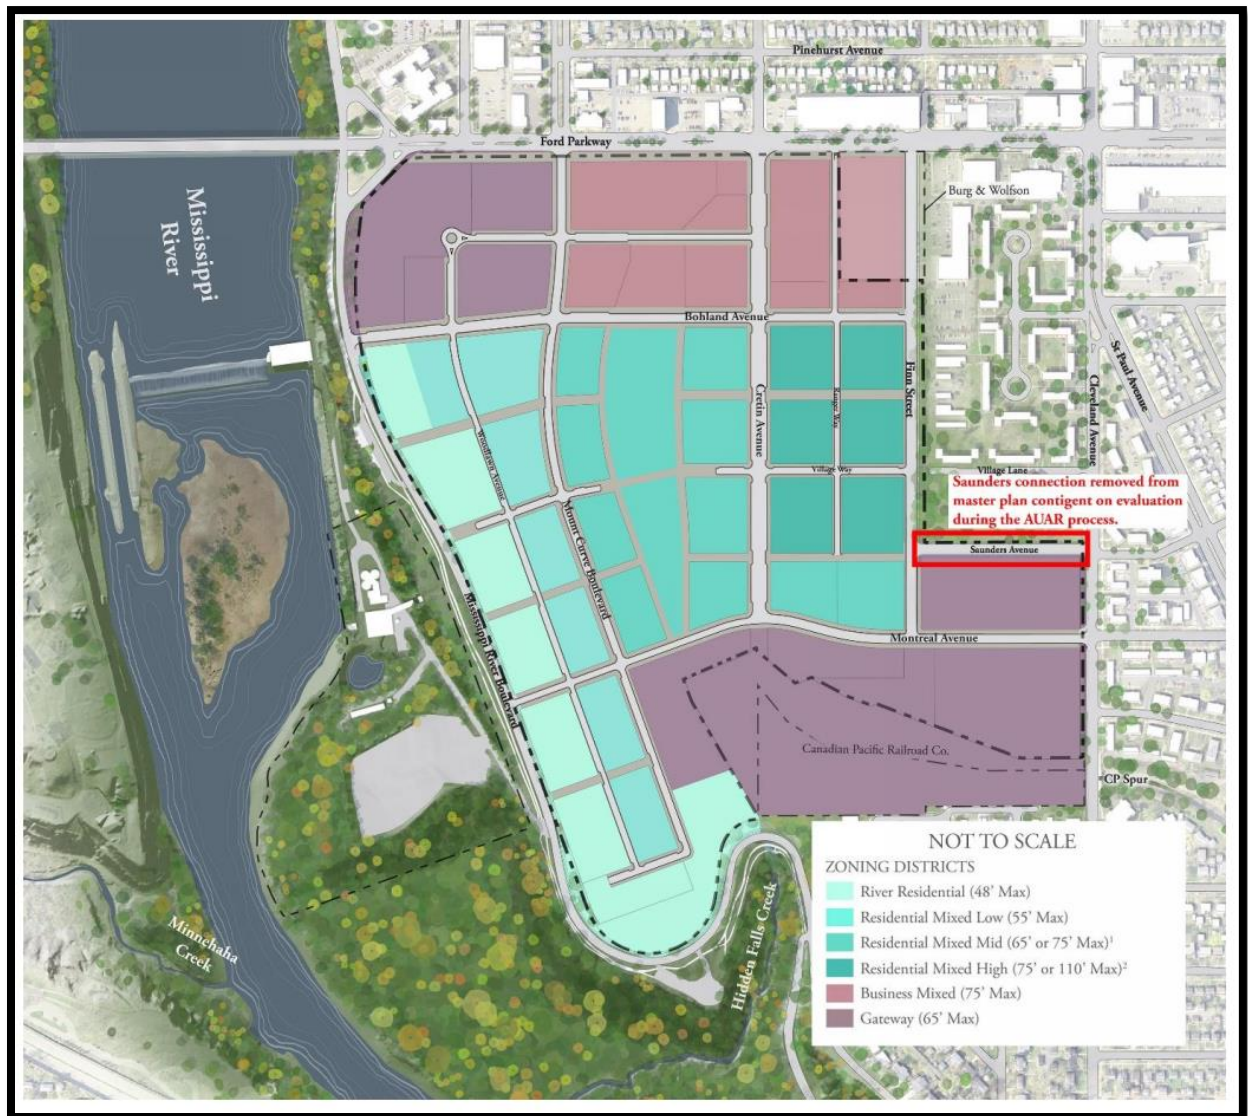 Pinehurst Avenue
Ford Parkway
Mississippi
River
Burg & Wolfson
Bohland Avenue
St Paul Avenue
Finn Street
Cleveland Avenue
Cretin Avenue
Ranger Way
Woodlawn Avenue
Village Way
Village Lane
Saunders connection removed from
master plan contigent on evaluation
during the AUAR process.
Mount Curve Boulevard
Saunders Avenue
Mississippi River Boulevard
Montreal Avenue
Canadian Pacific Railroad Co.
CP Spur
Minnehaha
Creek
Hidden Falls Creek
NOT TO SCALE
ZONING DISTRICTS
River Residential (48' Max)
Residential Mixed Low (55' Max)
Residential Mixed Mid (65' or 75' Max)¹
Residential Mixed High (75' or 110' Max)²
Business Mixed (75' Max)
Gateway (65' Max)